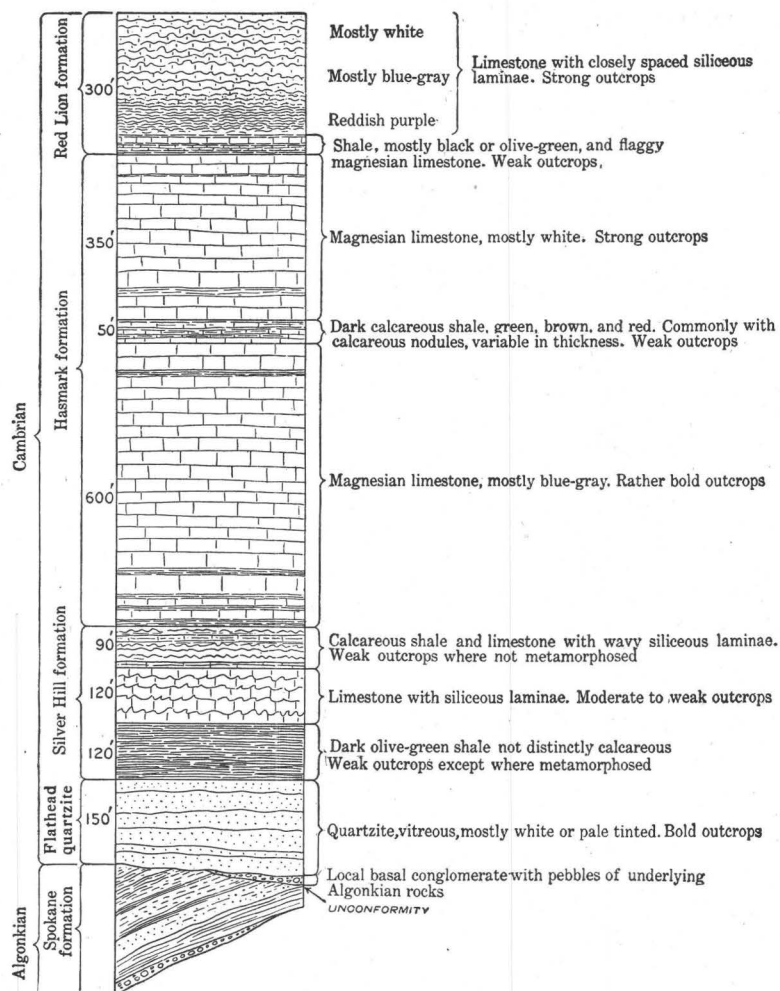 Red Lion formation
300′
Mostly white
Mostly blue-gray
Reddish purple
Limestone with closely spaced siliceous
laminae. Strong outcrops
Shale, mostly black or olive-green, and flaggy
magnesian limestone. Weak outcrops.
Cambrian
Hasmark formation
350′
Magnesian limestone, mostly white. Strong outcrops
50′
Dark calcareous shale, green, brown, and red. Commonly with
calcareous nodules, variable in thickness. Weak outcrops
600′
Magnesian limestone, mostly blue-gray. Rather bold outcrops
Silver Hill formation
90′
Calcareous shale and limestone with wavy siliceous laminae.
Weak outcrops where not metamorphosed
120′
Limestone with siliceous laminae. Moderate to weak outcrops
120′
Dark olive-green shale not distinctly calcareous
Weak outcrops except where metamorphosed
Flathead
quartzite
150′
Quartzite, vitreous, mostly white or pale tinted. Bold outcrops
Local basal conglomerate with pebbles of underlying
Algonkian rocks
UNCONFORMITY
Algonkian
Spokane
formation